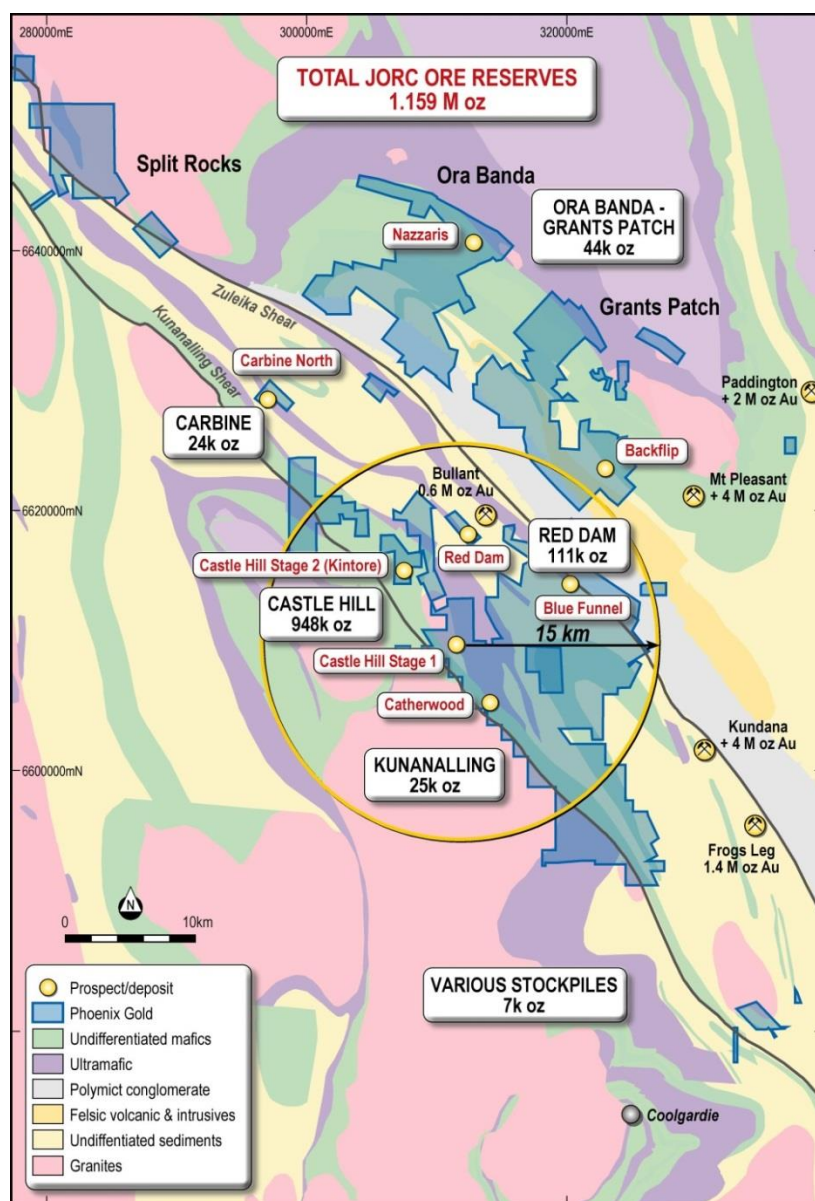 280000mE
300000mE
320000mE
TOTAL JORC ORE RESERVES
1.159 M oz
Split Rocks
Ora Banda
ORA BANDA -
GRANTS PATCH
44k oz
Nazzaris
6640000mN
Zuleika Shear
Grants Patch
Kunanalling Shear
Carbine North
Paddington
+ 2 M oz Au
CARBINE
24k oz
Backflip
Bullant
0.6 M oz Au
Mt Pleasant
+ 4 M oz Au
6620000mN
RED DAM
111k oz
Red Dam
Castle Hill Stage 2 (Kintore)
CASTLE HILL
948k oz
Blue Funnel
15 km
Castle Hill Stage 1
Catherwood
Kundana
+ 4 M oz Au
KUNANALLING
25k oz
6600000mN
Frogs Leg
1.4 M oz Au
N
0
10km
VARIOUS STOCKPILES
7k oz
Prospect/deposit
Phoenix Gold
Undifferentiated mafics
Ultramafic
Polymict conglomerate
Felsic volcanic & intrusives
Undiffentiated sediments
Granites
Coolgardie